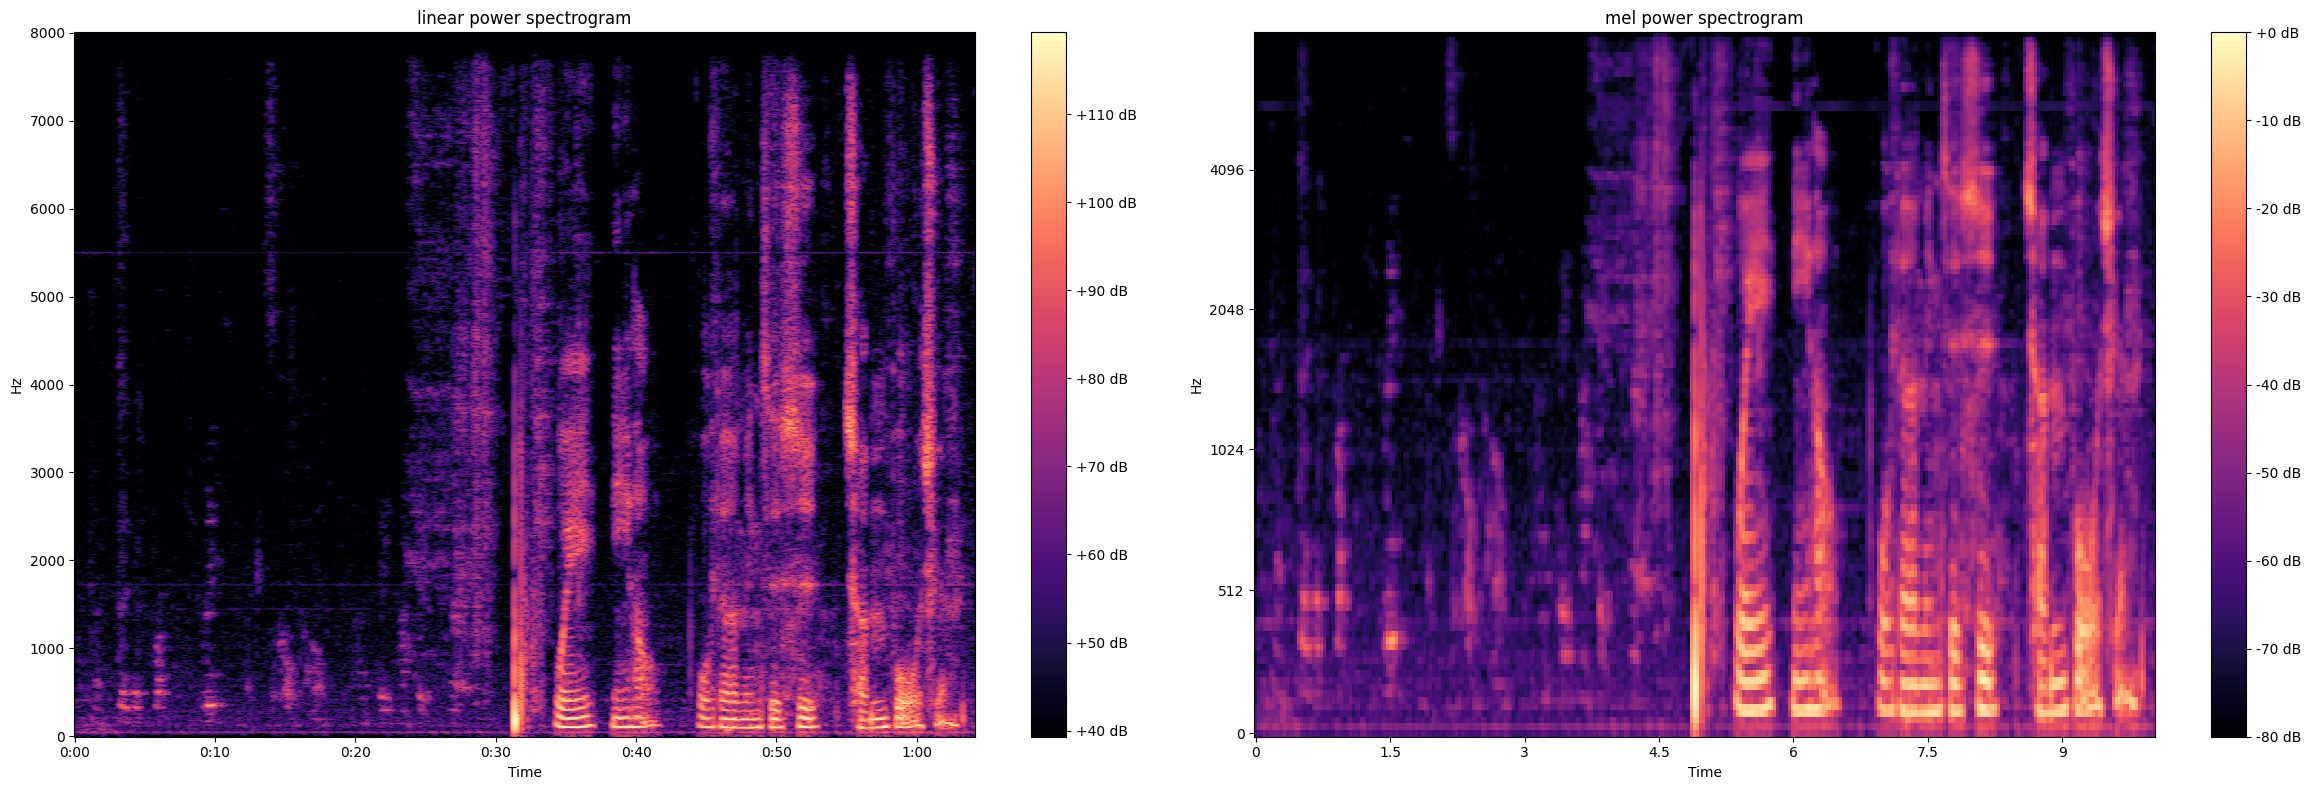 linear power spectrogram
8000
7000
6000
5000
4000
3000
2000
1000
0
Hz
0:00 0:10 0:20 0:30 0:40 0:50 1:00
Time
+110 dB
+100 dB
+90 dB
+80 dB
+70 dB
+60 dB
+50 dB
+40 dB
mel power spectrogram
4096
2048
1024
512
0
Hz
0 1.5 3 4.5 6 7.5 9
Time
+0 dB
-10 dB
-20 dB
-30 dB
-40 dB
-50 dB
-60 dB
-70 dB
-80 dB